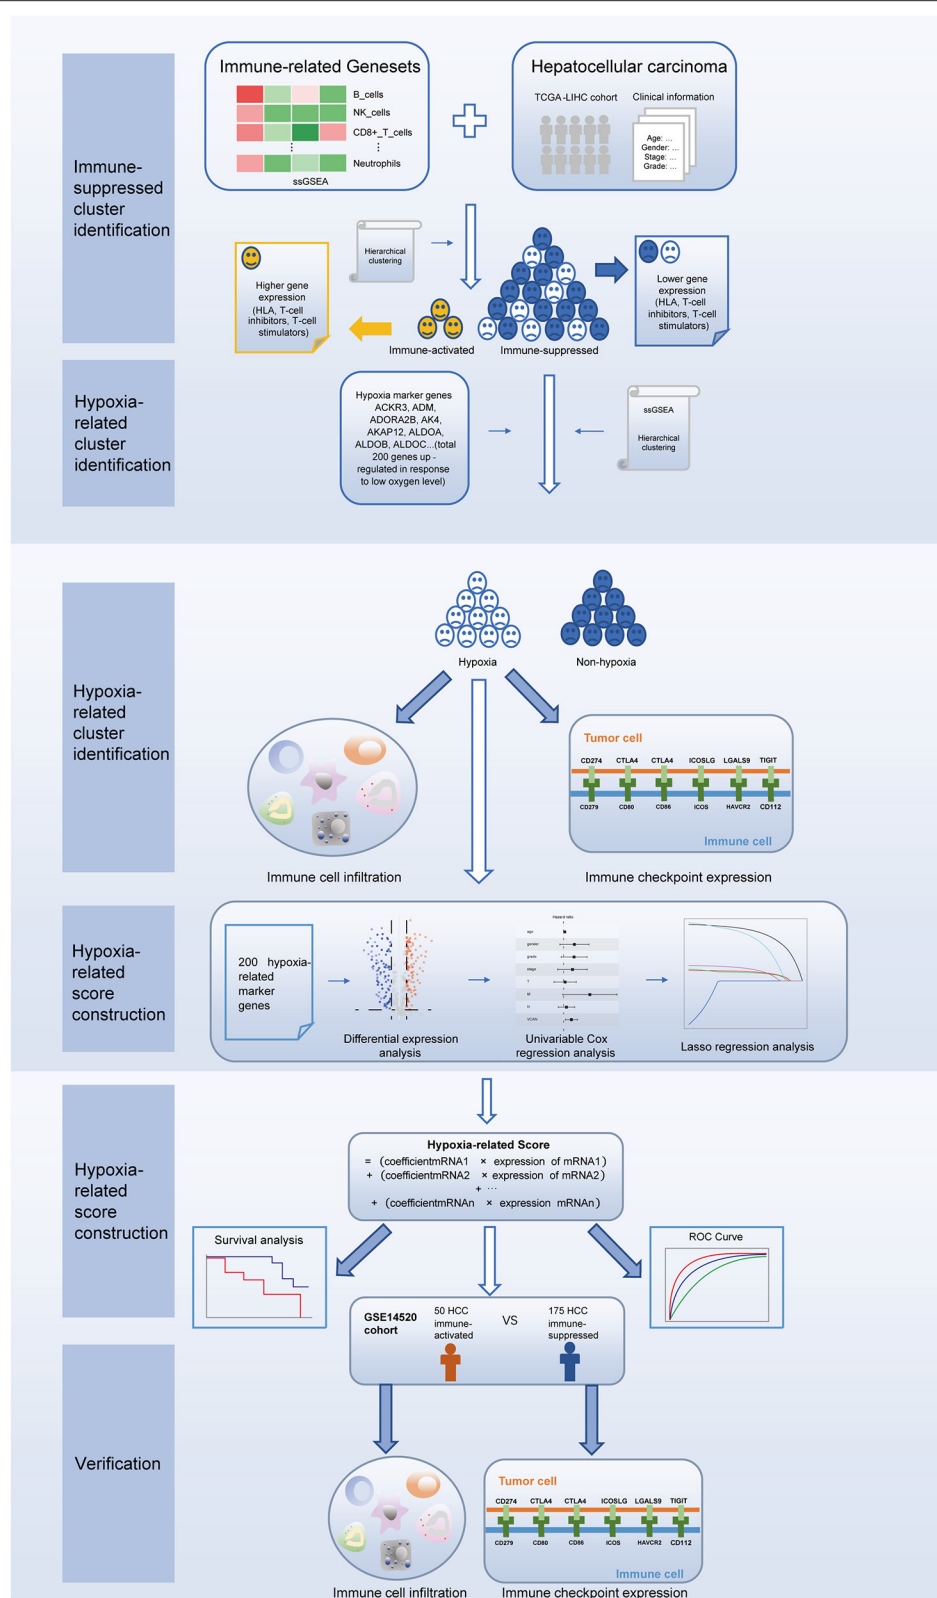 Immune-
suppressed
cluster
identification
Immune-related Genesets
B_cells
NK_cells
CD8+_T_cells
Neutrophils
ssGSEA
Hepatocellular carcinoma
TCGA-LIHC cohort
Clinical information
Age: ...
Gender: ...
Stage: ...
Grade: ...
Hierarchical
clustering
Higher gene
expression
(HLA, T-cell
inhibitors, T-cell
stimulators)
Immune-activated
Immune-suppressed
Lower gene
expression
(HLA, T-cell
inhibitors, T-cell
stimulators)
Hypoxia-
related
cluster
identification
Hypoxia marker genes
ACKR3, ADM,
ADORA2B, AK4,
AKAP12, ALDOA,
ALDOB, ALDOC...(total
200 genes up -
regulated in response
to low oxygen level)
ssGSEA
Hierarchical
clustering
Hypoxia-
related
cluster
identification
Hypoxia
Non-hypoxia
Immune cell infiltration
Tumor cell
CD274 CTLA4 CTLA4 ICOSLG LGALS9 TIGIT
CD279 CD80 CD86 ICOS HAVCR2 CD112
Immune cell
Immune checkpoint expression
Hypoxia-
related
score
construction
200 hypoxia-
related
marker
genes
Differential expression
analysis
Hazard ratio
age
gender
grade
stage
T
M
N
VCAN
Univariable Cox
regression analysis
Lasso regression analysis
Hypoxia-
related
score
construction
Hypoxia-related Score
= (coefficientmRNA1 × expression of mRNA1)
+ (coefficientmRNA2 × expression of mRNA2)
+ ...
+ (coefficientmRNAn × expression mRNAn)
Survival analysis
ROC Curve
GSE14520
cohort
50 HCC
immune-
activated
VS
175 HCC
immune-
suppressed
Verification
Immune cell infiltration
Tumor cell
CD274 CTLA4 CTLA4 ICOSLG LGALS9 TIGIT
CD279 CD80 CD86 ICOS HAVCR2 CD112
Immune cell
Immune checkpoint expression